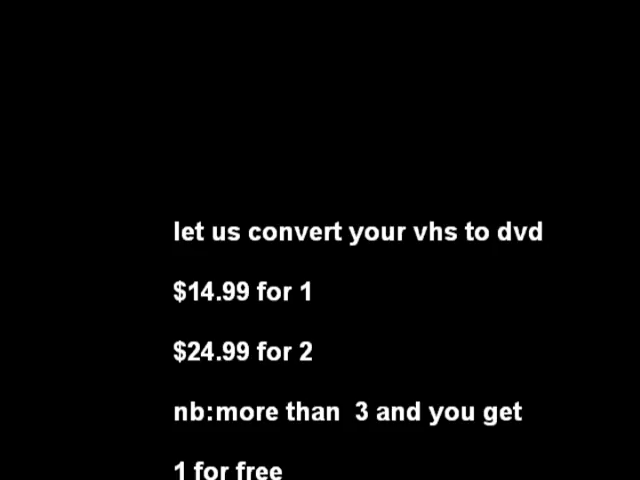 let us convert your vhs to dvd
$14.99 for 1
$24.99 for 2
nb:more than  3 and you get
1 for free